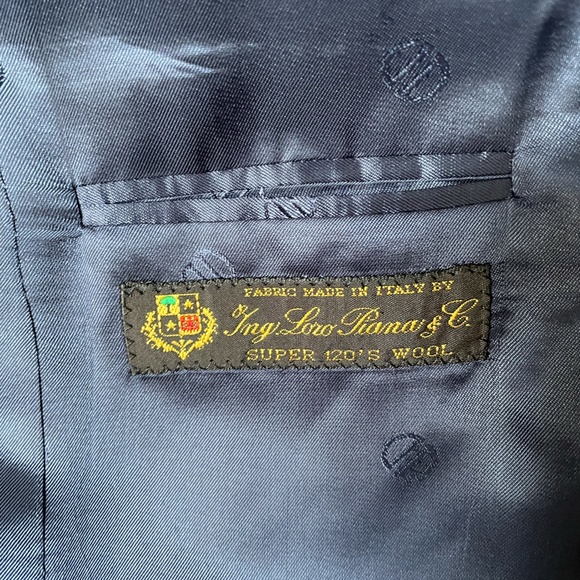 FABRIC MADE IN ITALY BY
Ing. Loro Piana & C.
SUPER 120'S WOOL